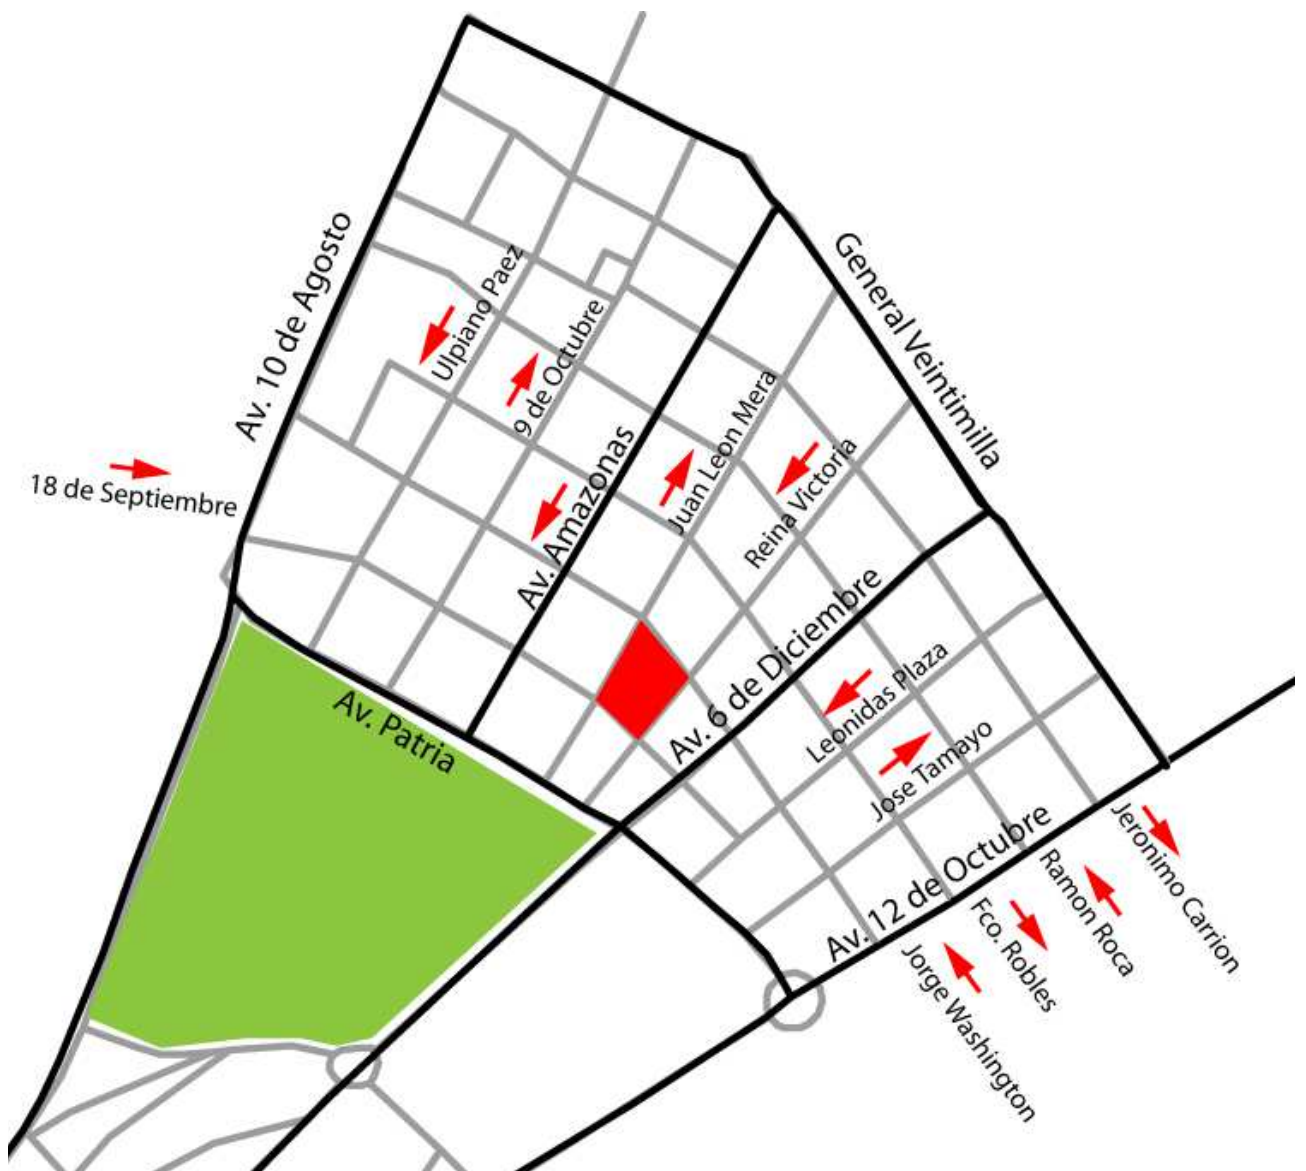 General Veintimilla
Av. 10 de Agosto
Ulpiano Paez
9 de Octubre
Juan Leon Mera
Av. Amazonas
Reina Victoria
18 de Septiembre
Av. 6 de Diciembre
Leonidas Plaza
Av. Patria
Jose Tamayo
Av. 12 de Octubre
Jeronimo Carrion
Ramon Roca
Fco. Robles
Jorge Washington